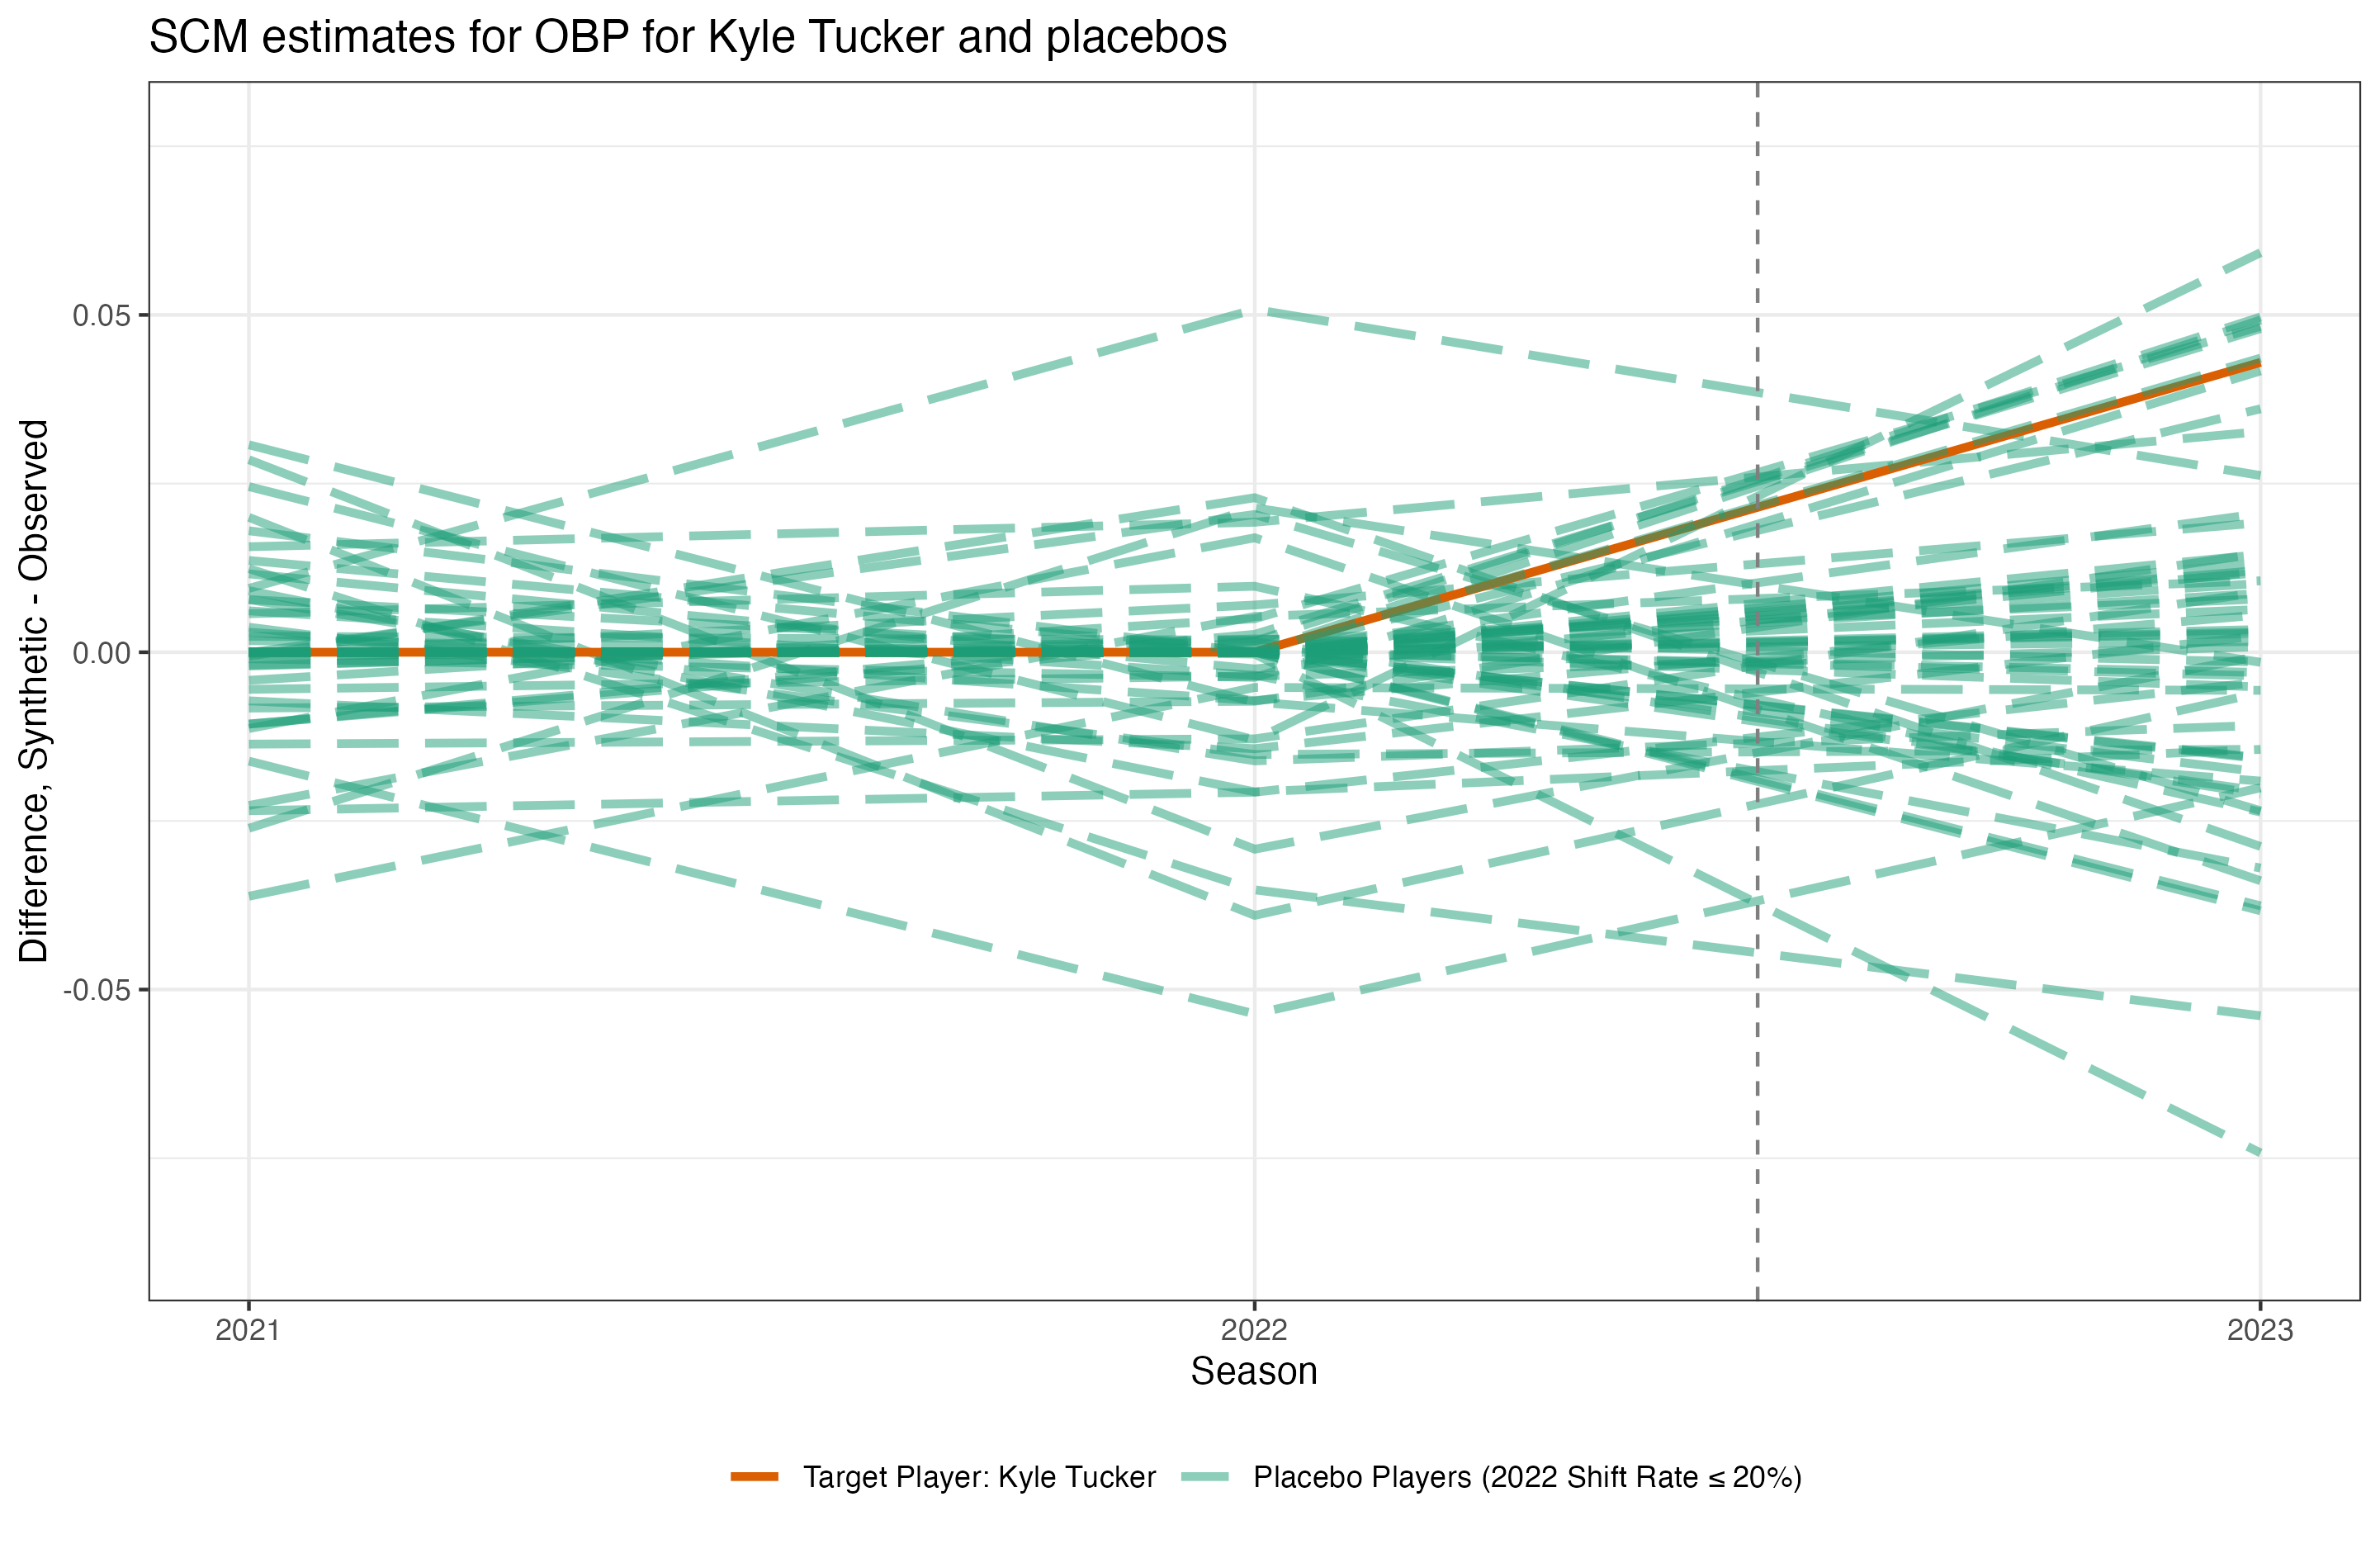 SCM estimates for OBP for Kyle Tucker and placebos
Difference, Synthetic - Observed
0.05
0.00
-0.05
2021
2022
2023
Season
Target Player: Kyle Tucker
Placebo Players (2022 Shift Rate ≤ 20%)